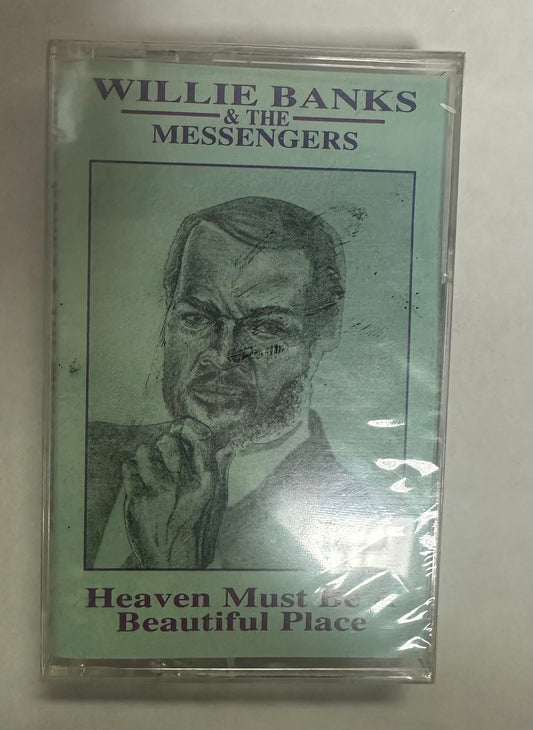 WILLIE BANKS
& THE
MESSENGERS
Heaven Must Be A
Beautiful Place